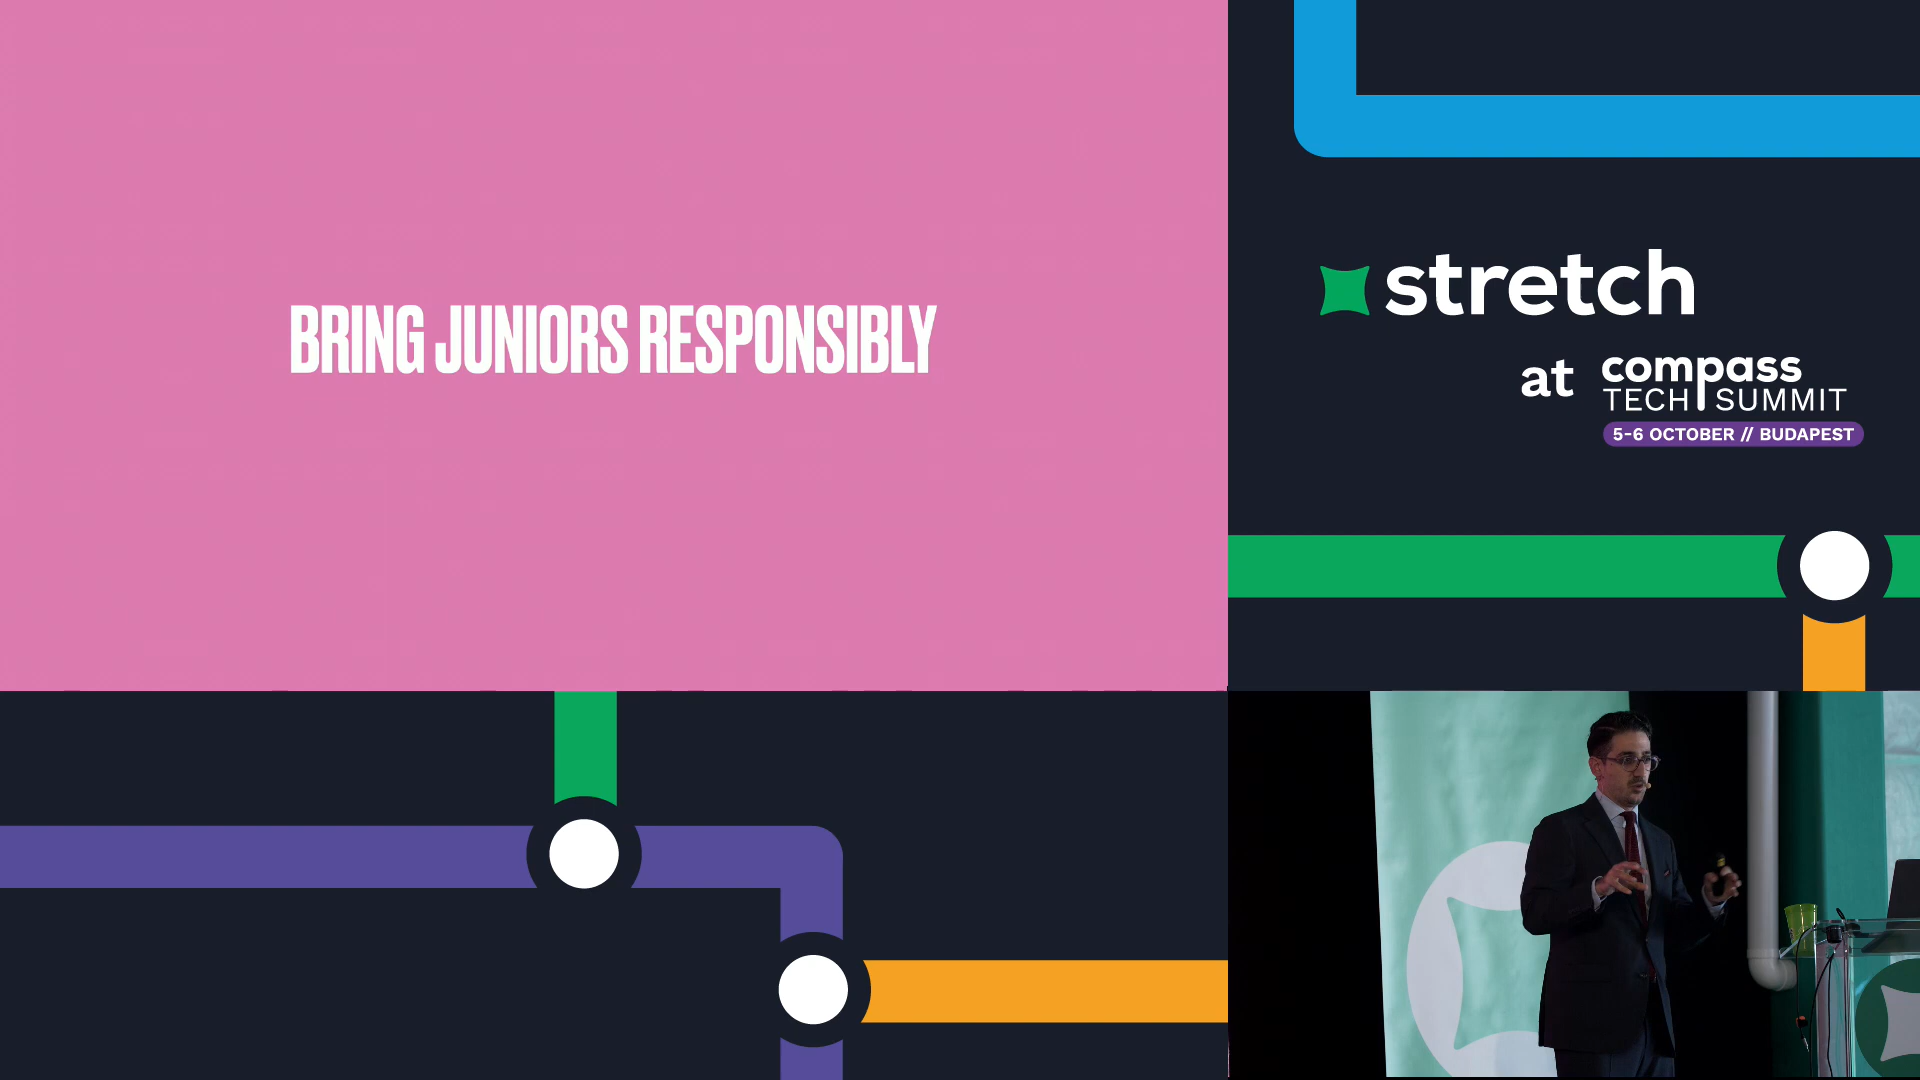 BRING JUNIORS RESPONSIBLY
stretch
at compass
TECH SUMMIT
5-6 OCTOBER // BUDAPEST